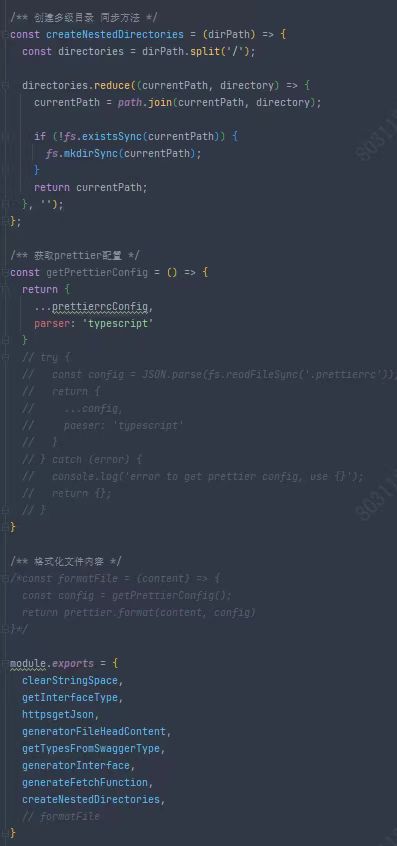 /** 创建多级目录 同步方法 */
const createNestedDirectories = (dirPath) => {
  const directories = dirPath.split('/');

  directories.reduce((currentPath, directory) => {
    currentPath = path.join(currentPath, directory);

    if (!fs.existsSync(currentPath)) {
      fs.mkdirSync(currentPath);
    }
    return currentPath;
  }, '');
};

/** 获取prettier配置 */
const getPrettierConfig = () => {
  return {
    ...prettierrcConfig,
    parser: 'typescript'
  }
  // try {
  //   const config = JSON.parse(fs.readFileSync('.prettierrc'));
  //   return {
  //     ...config,
  //     paeser: 'typescript'
  //   }
  // } catch (error) {
  //   console.log('error to get prettier config, use {}');
  //   return {};
  // }
}

/** 格式化文件内容 */
/*const formatFile = (content) => {
  const config = getPrettierConfig();
  return prettier.format(content, config)
}*/

module.exports = {
  clearStringSpace,
  getInterfaceType,
  httpsgetJson,
  generatorFileHeadContent,
  getTypesFromSwaggerType,
  generatorInterface,
  generateFetchFunction,
  createNestedDirectories,
  // formatFile
}
80311
80311